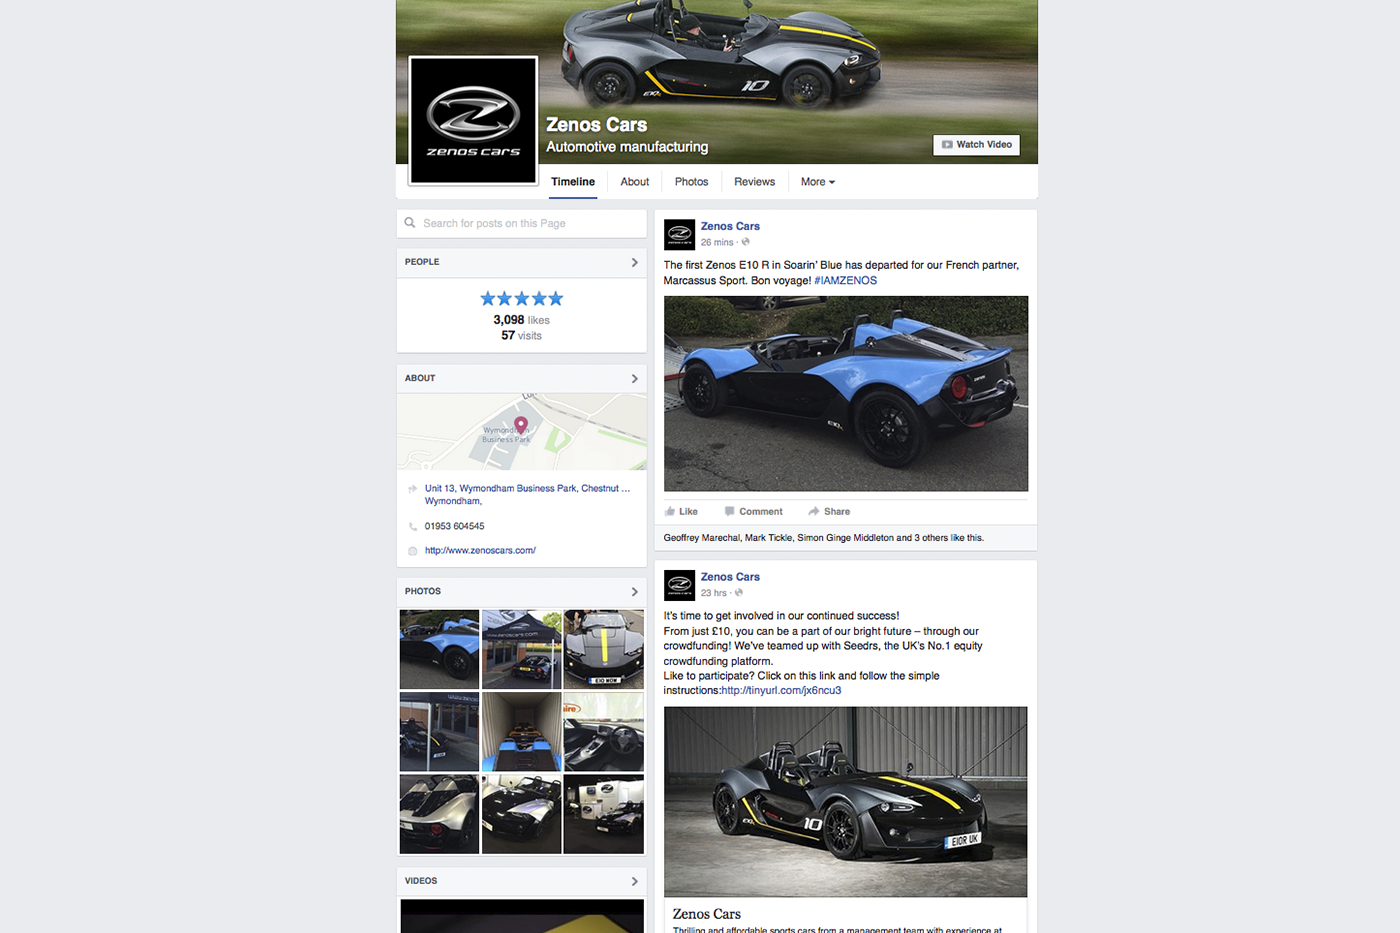 10
Zenos Cars
Automotive manufacturing
Watch Video
zenos cars
Timeline
About
Photos
Reviews
More
Search for posts on this Page
PEOPLE
3,098 likes
57 visits
ABOUT
Wymondham
Business Park
Unit 13, Wymondham Business Park, Chestnut ...
Wymondham,
01953 604545
http://www.zenoscars.com/
PHOTOS
E10 NOW
VIDEOS
Zenos Cars
26 mins ·
The first Zenos E10 R in Soarin' Blue has departed for our French partner,
Marcassus Sport. Bon voyage! #IAMZENOS
Like
Comment
Share
Geoffrey Marechal, Mark Tickle, Simon Ginge Middleton and 3 others like this.
Zenos Cars
23 hrs ·
It's time to get involved in our continued success!
From just £10, you can be a part of our bright future – through our
crowdfunding! We've teamed up with Seedrs, the UK's No.1 equity
crowdfunding platform.
Like to participate? Click on this link and follow the simple
instructions:http://tinyurl.com/jx6ncu3
10
E10R UK
Zenos Cars
Thrilling and affordable sports cars from a management team with experience at